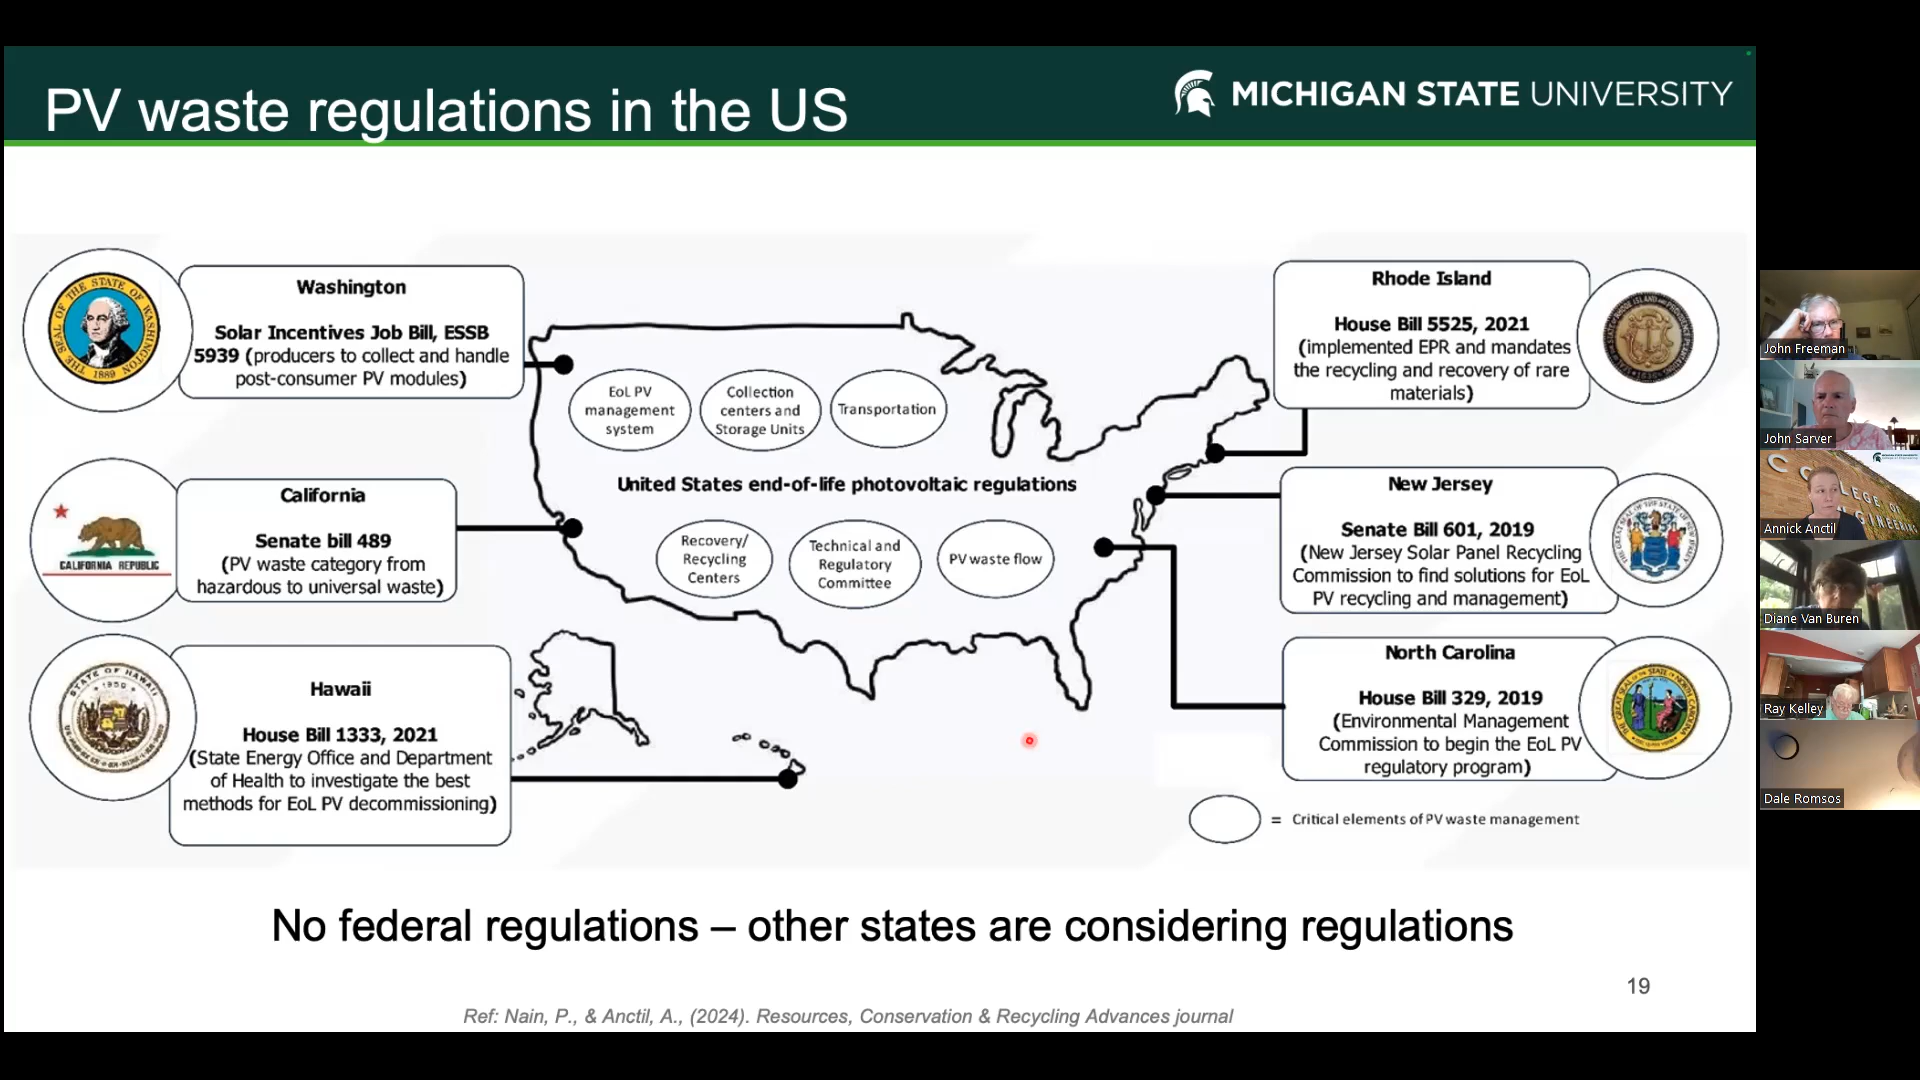 PV waste regulations in the US
MICHIGAN STATE UNIVERSITY
THE SEAL OF THE STATE OF WASHINGTON
1889
Washington
Solar Incentives Job Bill, ESSB
5939 (producers to collect and handle
post-consumer PV modules)
CALIFORNIA REPUBLIC
California
Senate bill 489
(PV waste category from
hazardous to universal waste)
STATE OF HAWAII
1959
Hawaii
House Bill 1333, 2021
(State Energy Office and Department
of Health to investigate the best
methods for EoL PV decommissioning)
EoL PV
management
system
Collection
centers and
Storage Units
Transportation
United States end-of-life photovoltaic regulations
Recovery/
Recycling
Centers
Technical and
Regulatory
Committee
PV waste flow
Rhode Island
House Bill 5525, 2021
(implemented EPR and mandates
the recycling and recovery of rare
materials)
New Jersey
Senate Bill 601, 2019
(New Jersey Solar Panel Recycling
Commission to find solutions for EoL
PV recycling and management)
North Carolina
House Bill 329, 2019
(Environmental Management
Commission to begin the EoL PV
regulatory program)
= Critical elements of PV waste management
No federal regulations – other states are considering regulations
19
Ref: Nain, P., & Anctil, A., (2024). Resources, Conservation & Recycling Advances journal
John Freeman
John Sarver
Annick Anctil
Diane Van Buren
Ray Kelley
Dale Romsos